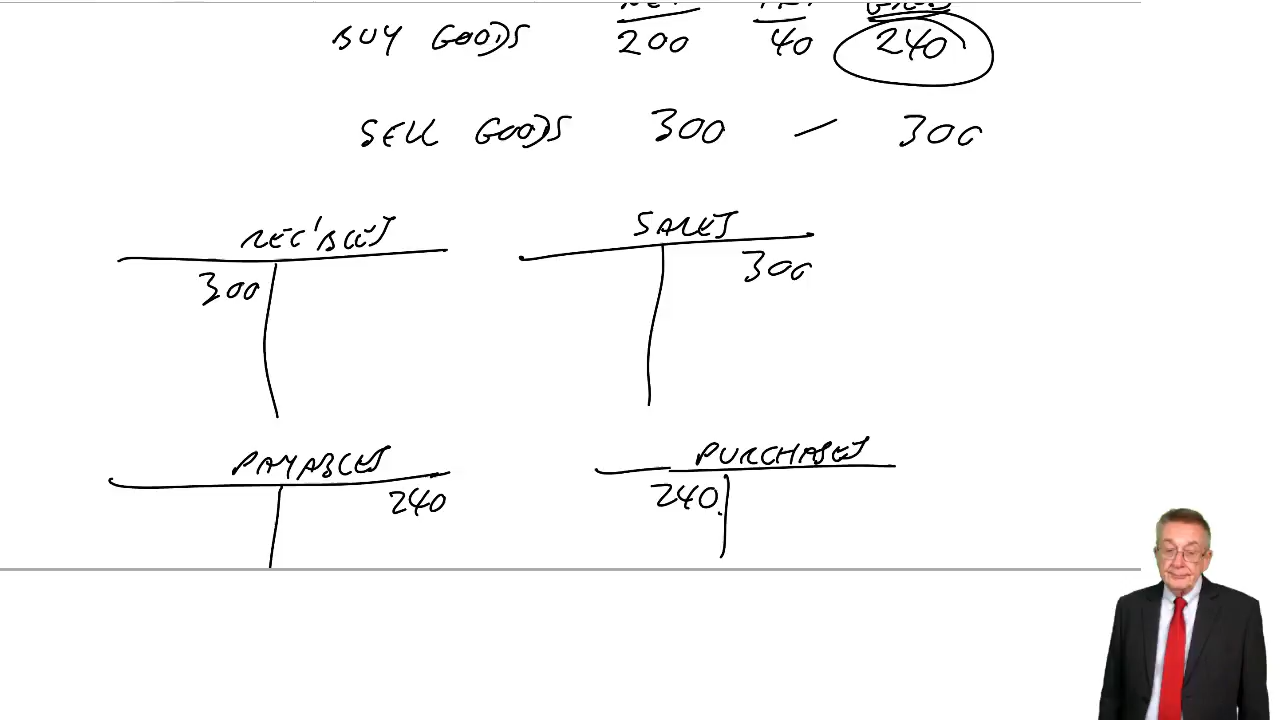 BUY GOODS 200 40 240
SELL GOODS 300 — 300
REC'BLES SALES
300 300
PAYABLES PURCHASES
240 240